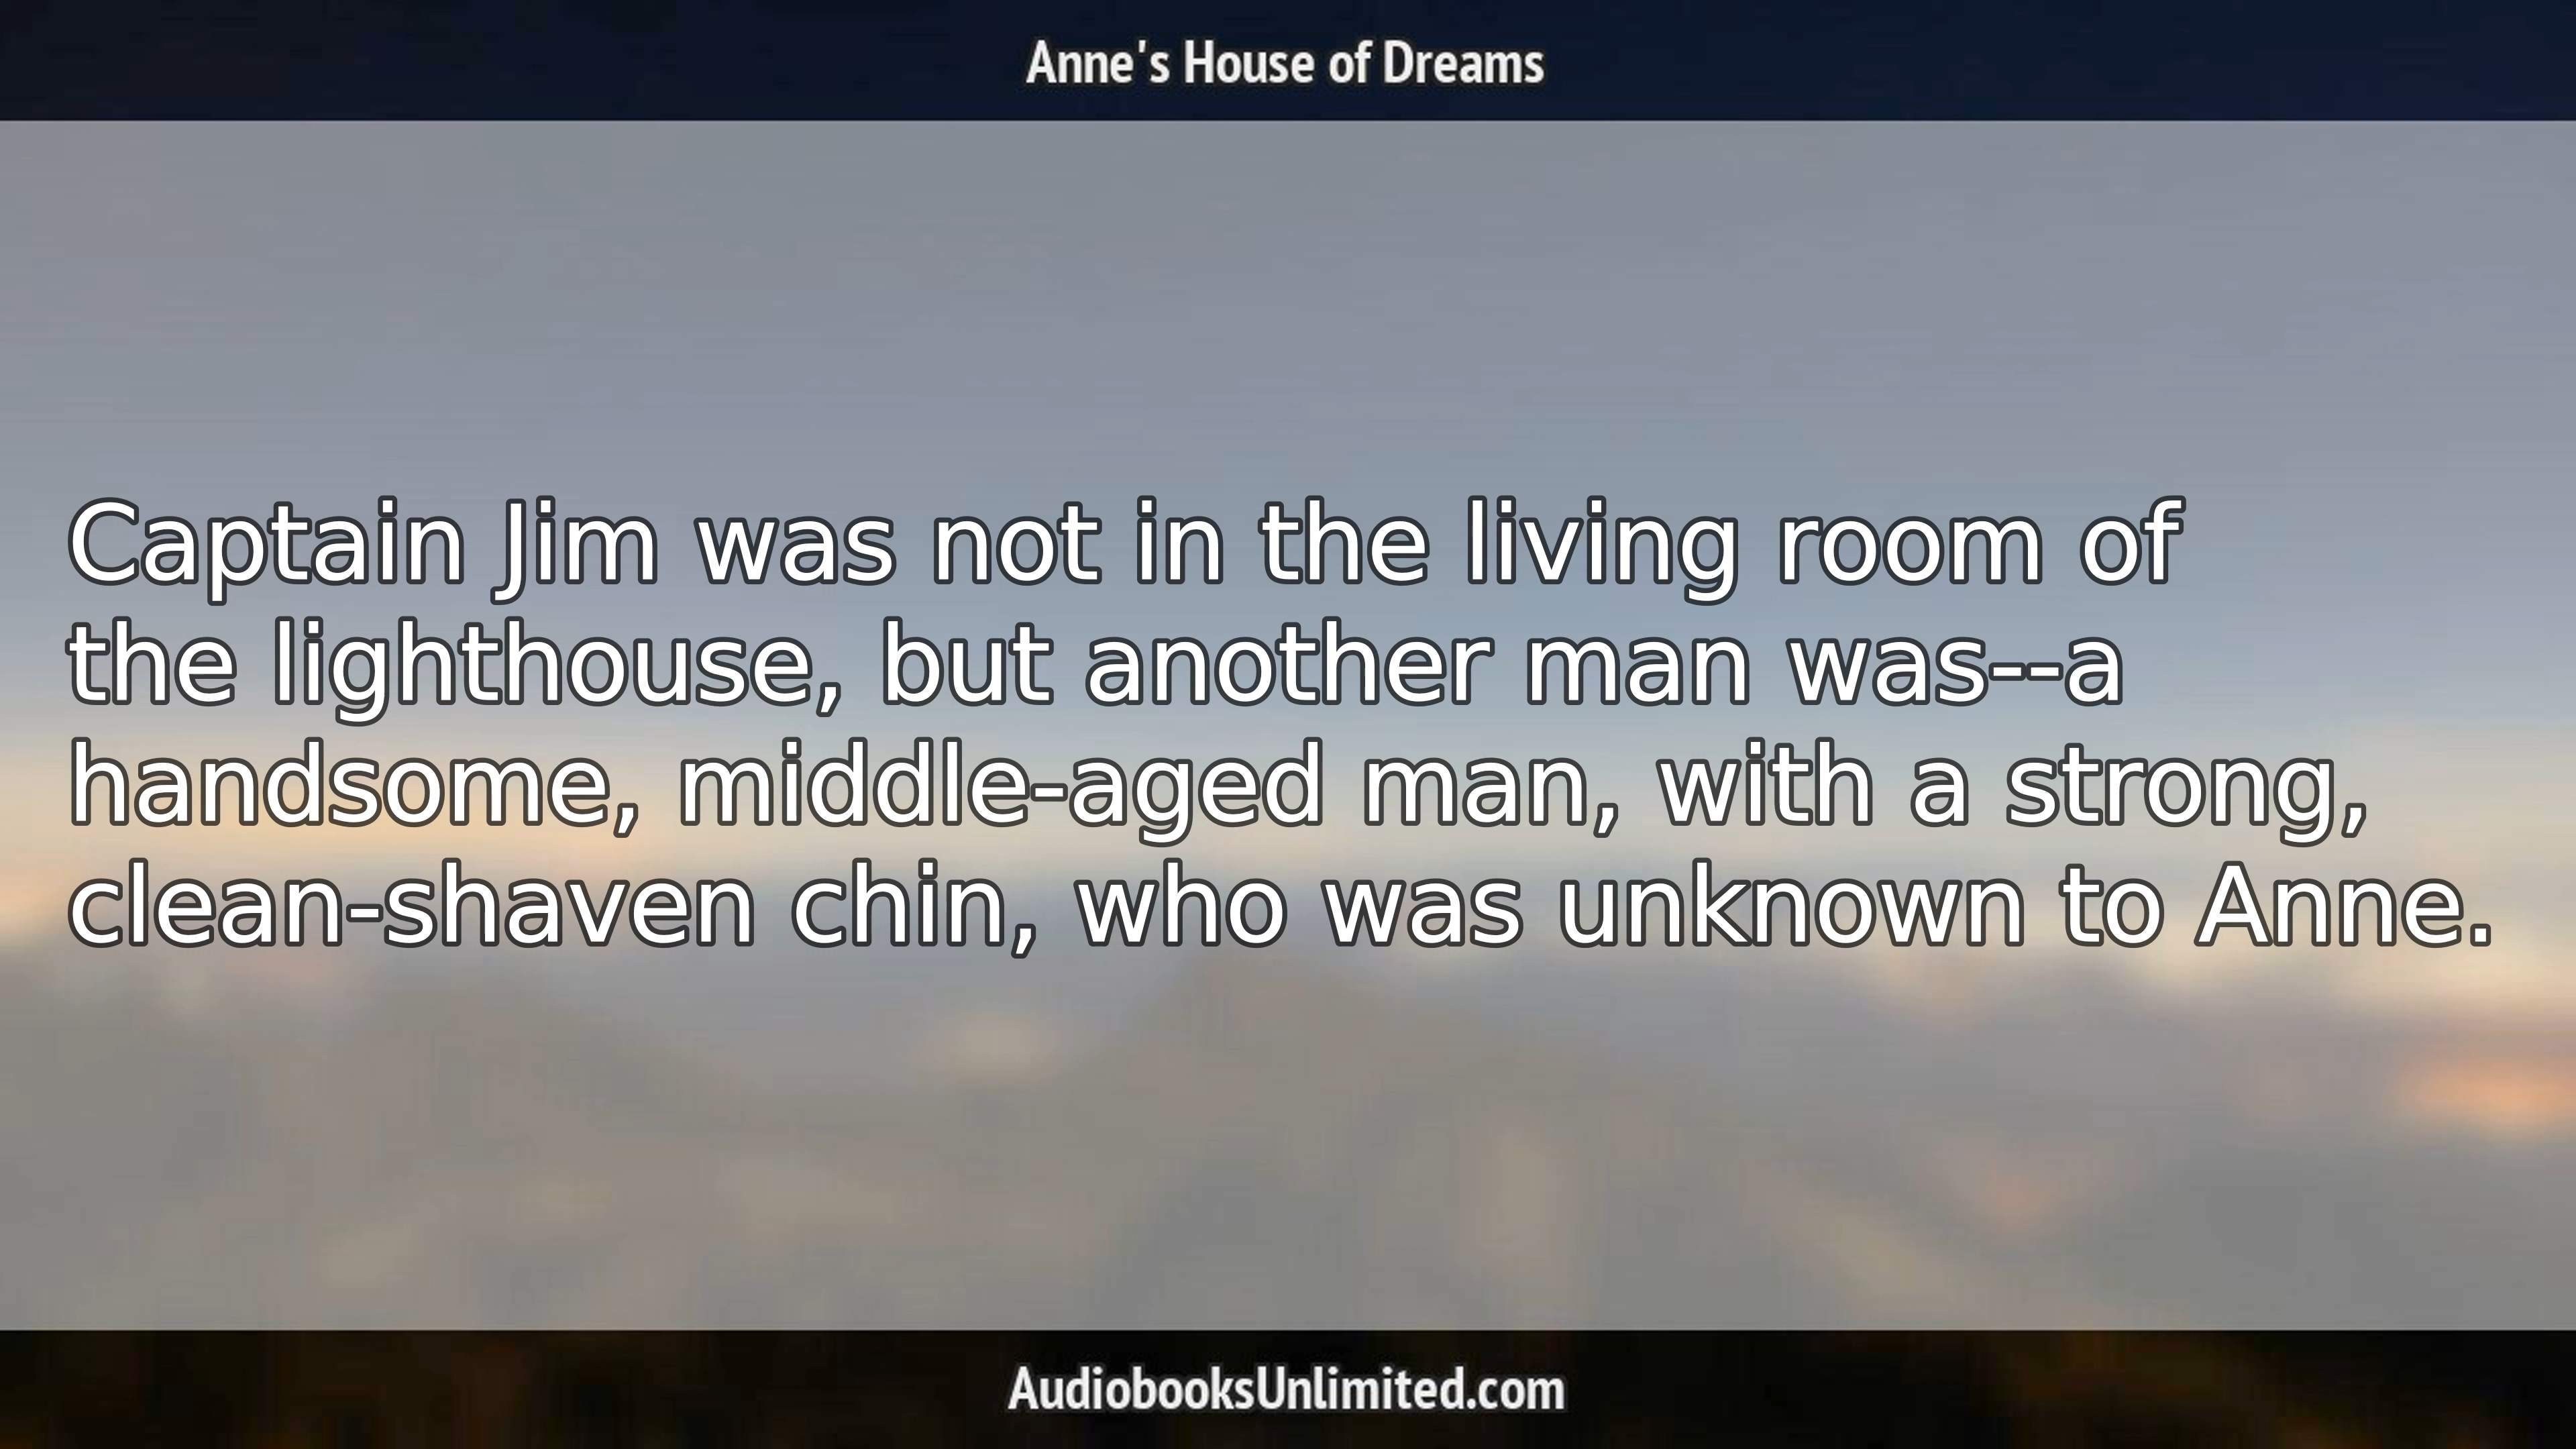 Anne's House of Dreams
Captain Jim was not in the living room of
the lighthouse, but another man was--a
handsome, middle-aged man, with a strong,
clean-shaven chin, who was unknown to Anne.
AudiobooksUnlimited.com